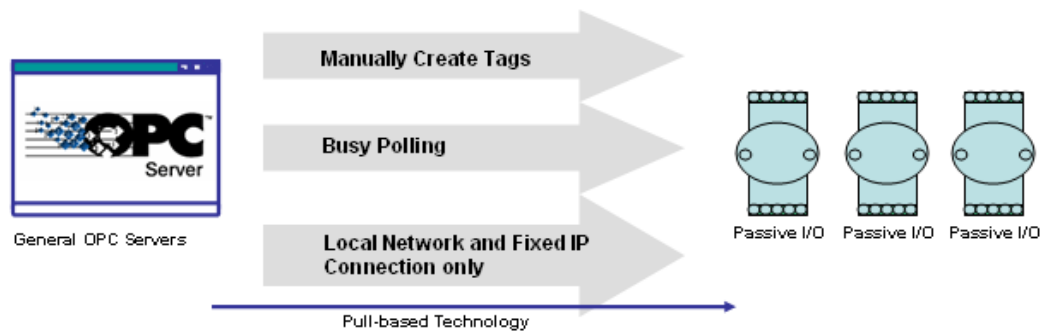 Manually Create Tags
OPC™
Server
Busy Polling
General OPC Servers
Local Network and Fixed IP
Connection only
Passive I/O
Passive I/O
Passive I/O
Pull-based Technology